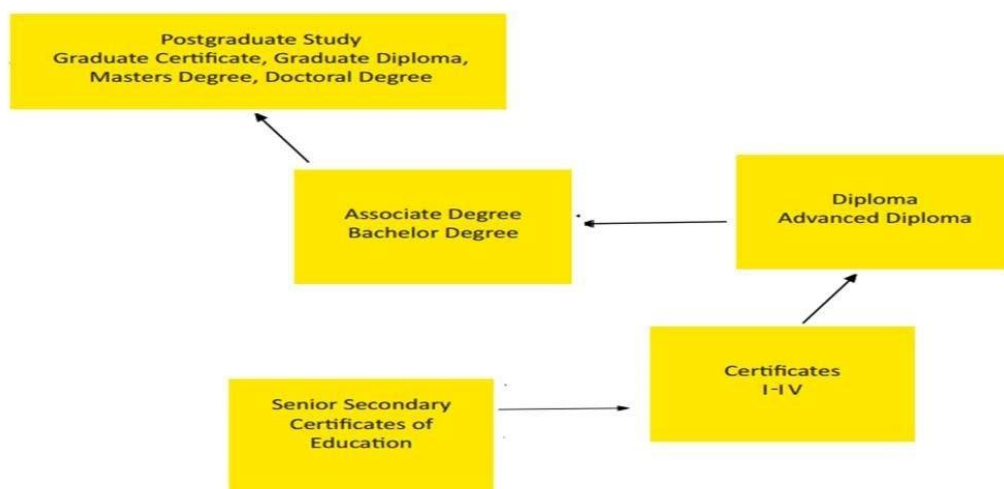 Postgraduate Study
Graduate Certificate, Graduate Diploma,
Masters Degree, Doctoral Degree
Associate Degree
Bachelor Degree
Diploma
Advanced Diploma
Certificates
I-IV
Senior Secondary
Certificates of
Education